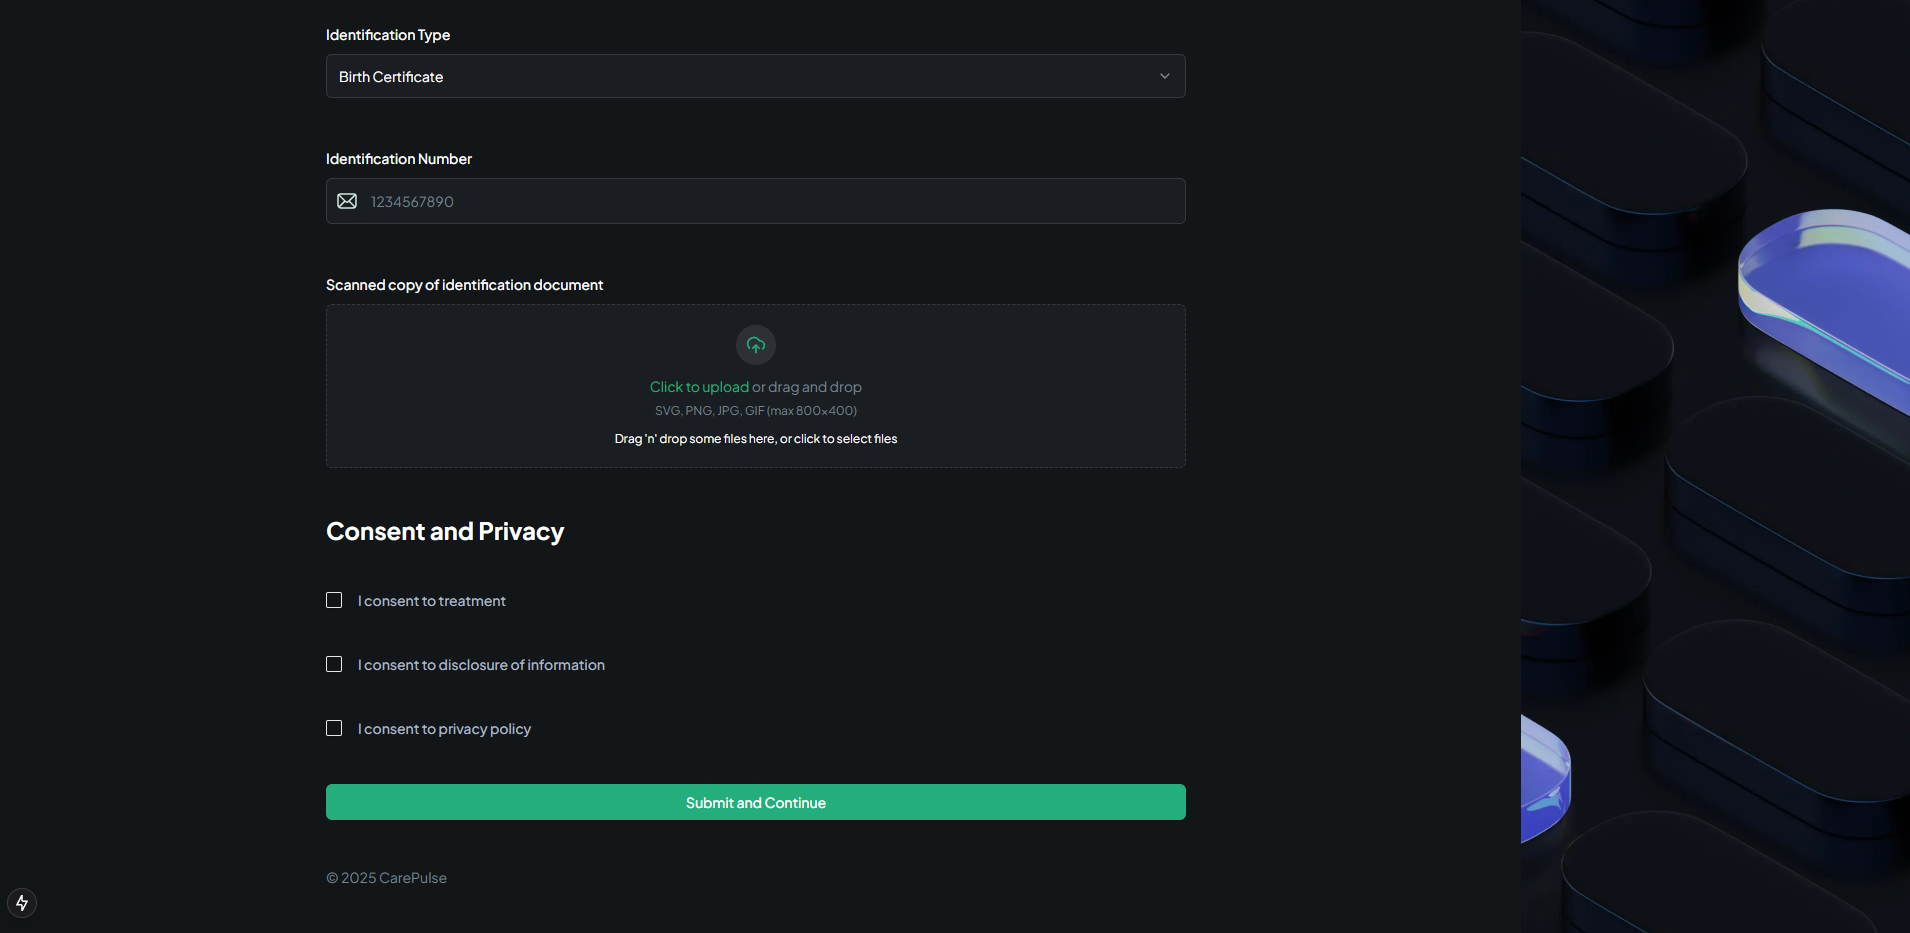 Identification Type
Birth Certificate
Identification Number
1234567890
Scanned copy of identification document
Click to upload or drag and drop
SVG, PNG, JPG, GIF (max 800×400)
Drag 'n' drop some files here, or click to select files
Consent and Privacy
I consent to treatment
I consent to disclosure of information
I consent to privacy policy
Submit and Continue
© 2025 CarePulse